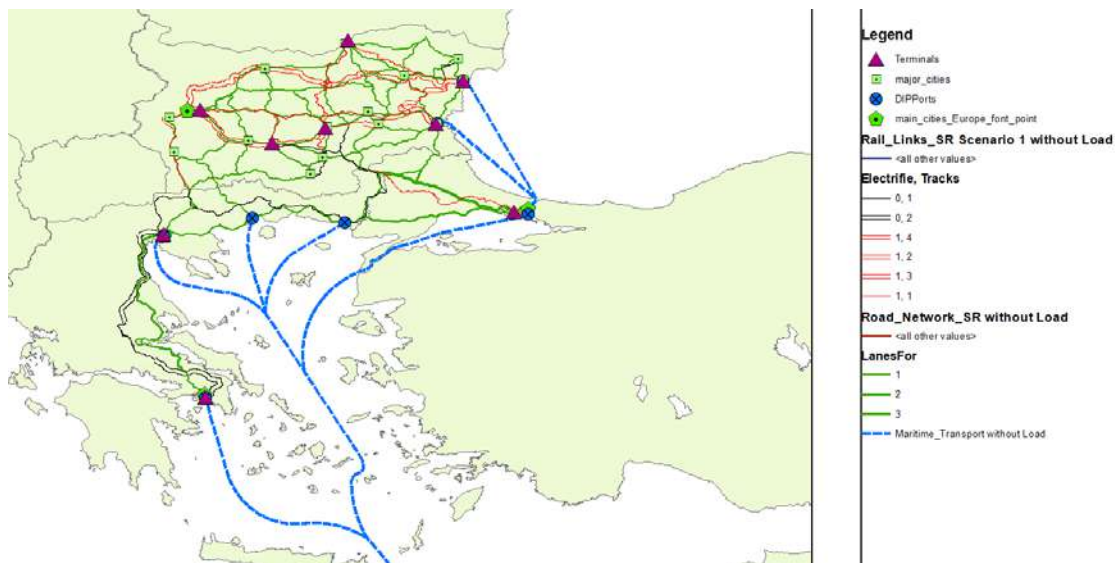 Legend
Terminals
major_cities
DIPPorts
main_cities_Europe_font_point
Rail_Links_SR Scenario 1 without Load
<all other values>
Electrifie, Tracks
0, 1
0, 2
1, 4
1, 2
1, 3
1, 1
Road_Network_SR without Load
<all other values>
LanesFor
1
2
3
Maritime_Transport without Load